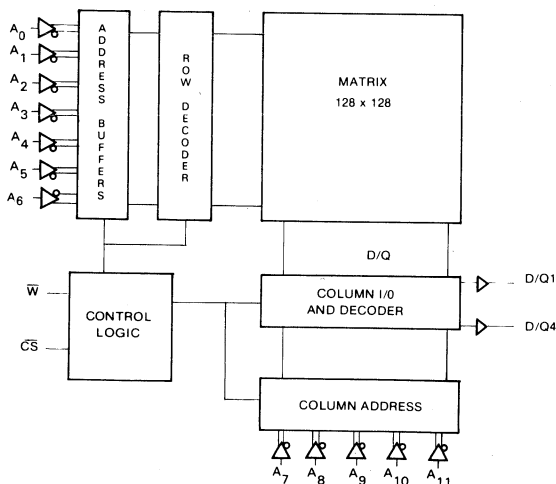 A0
A1
A2
A3
A4
A5
A6
ADDRESS BUFFERS
ROW DECODER
MATRIX
128 x 128
D/Q
W̅
C̅S̅
CONTROL
LOGIC
COLUMN I/0
AND DECODER
D/Q1
D/Q4
COLUMN ADDRESS
A7
A8
A9
A10
A11